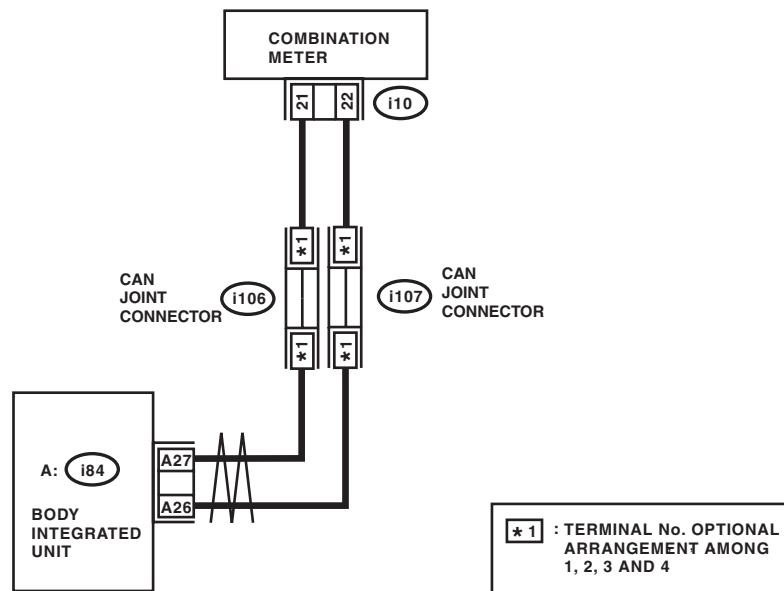 COMBINATION
METER
21
22
i10
*1
*1
CAN
JOINT
CONNECTOR
i106
i107
CAN
JOINT
CONNECTOR
*1
*1
A: i84
BODY
INTEGRATED
UNIT
A27
A26
*1 : TERMINAL No. OPTIONAL
ARRANGEMENT AMONG
1, 2, 3 AND 4